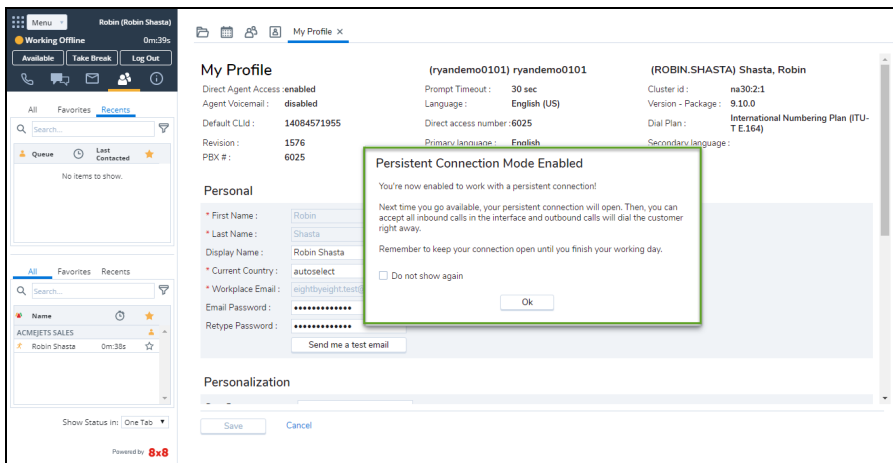 Menu
Robin (Robin Shasta)
Working Offline
0m:39s
Available
Take Break
Log Out
All
Favorites
Recents
Search...
Queue
Last Contacted
No items to show.
All
Favorites
Recents
Search...
Name
ACMEJETS SALES
Robin Shasta
0m:38s
Show Status in:
One Tab
Powered by 8x8
My Profile
My Profile
(ryandemo0101) ryandemo0101
(ROBIN.SHASTA) Shasta, Robin
Direct Agent Access :enabled
Prompt Timeout : 30 sec
Cluster id : na30:2:1
Agent Voicemail : disabled
Language : English (US)
Version - Package : 9.10.0
Default CLId : 14084571955
Direct access number :6025
Dial Plan : International Numbering Plan (ITU-
T E.164)
Revision : 1576
Primary language : English
Secondary language :
PBX # : 6025
Personal
* First Name : Robin
* Last Name : Shasta
Display Name : Robin Shasta
* Current Country : autoselect
* Workplace Email : eightbyeight.test@
Email Password :
Retype Password :
Send me a test email
Personalization
Save
Cancel
Persistent Connection Mode Enabled
You're now enabled to work with a persistent connection!
Next time you go available, your persistent connection will open. Then, you can
accept all inbound calls in the interface and outbound calls will dial the customer
right away.
Remember to keep your connection open until you finish your working day.
Do not show again
Ok